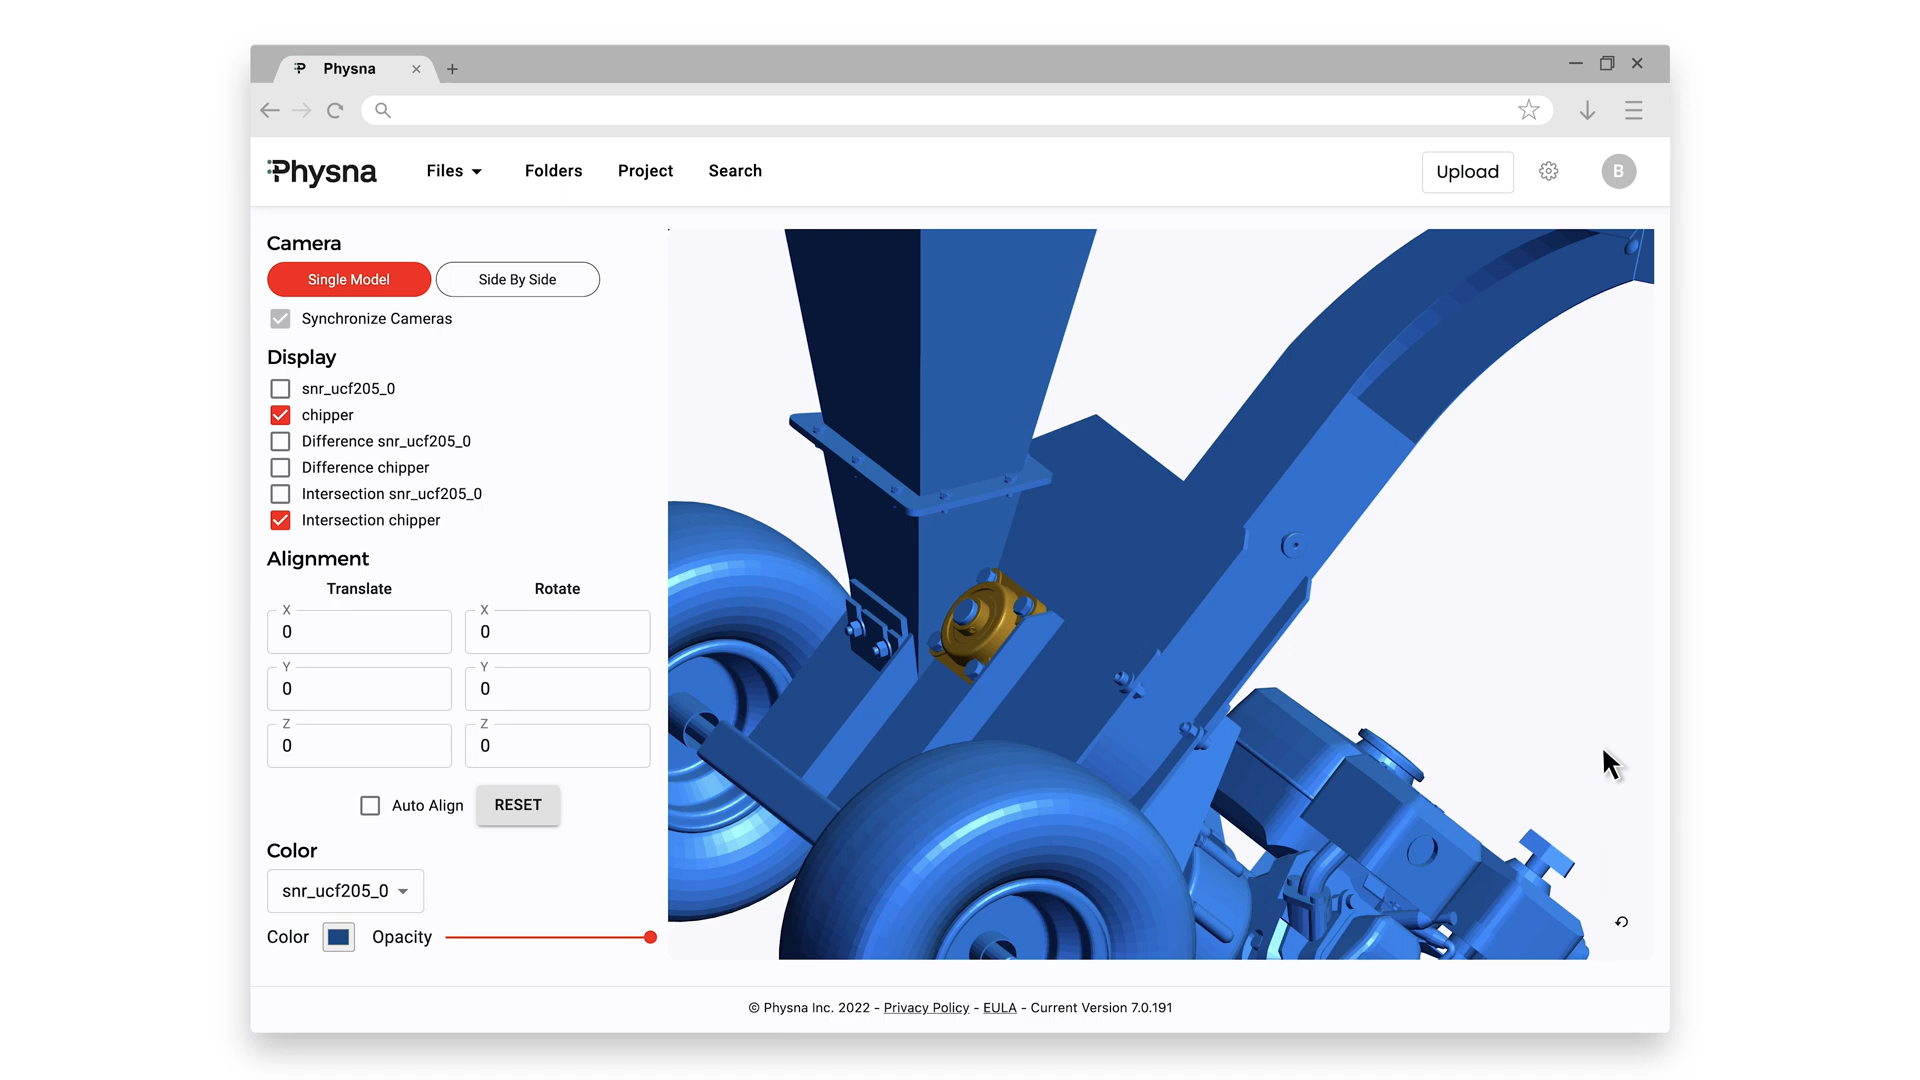 Physna
Physna
Files
Folders
Project
Search
Upload
B
Camera
Single Model
Side By Side
Synchronize Cameras
Display
snr_ucf205_0
chipper
Difference snr_ucf205_0
Difference chipper
Intersection snr_ucf205_0
Intersection chipper
Alignment
Translate
Rotate
X
0
X
0
Y
0
Y
0
Z
0
Z
0
Auto Align
RESET
Color
snr_ucf205_0
Color
Opacity
© Physna Inc. 2022 - Privacy Policy - EULA - Current Version 7.0.191